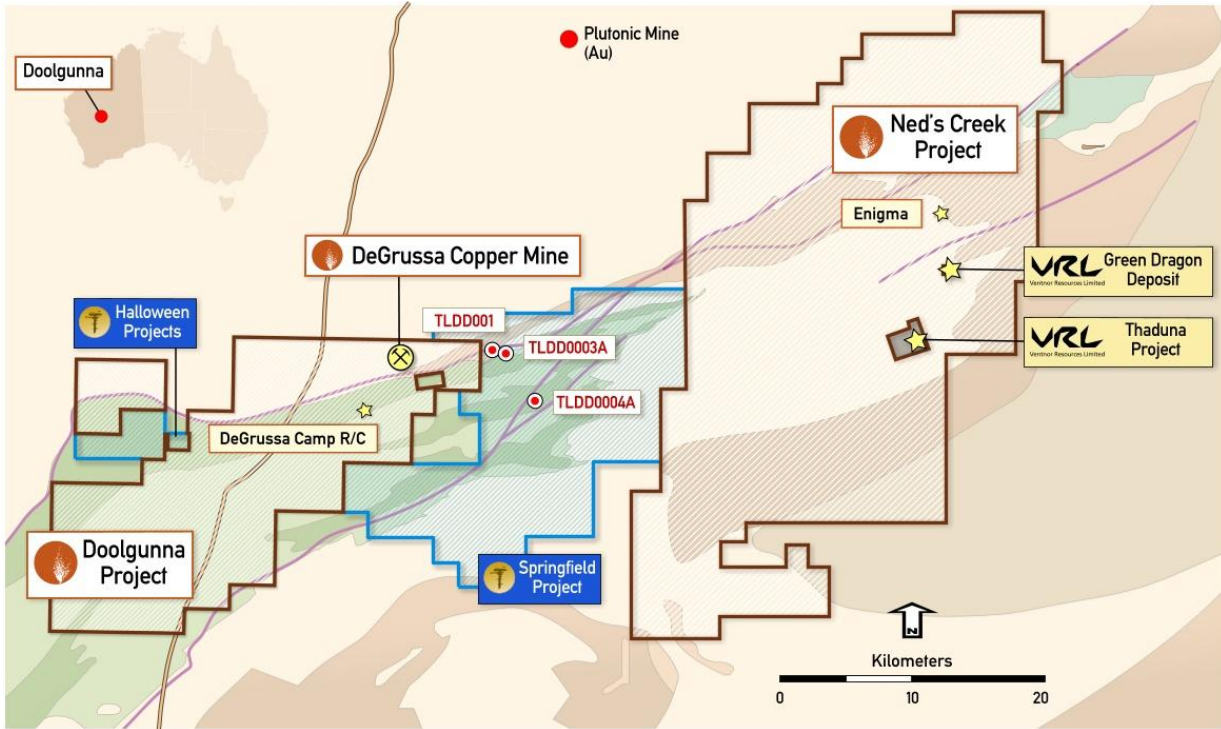 Plutonic Mine
(Au)
Doolgunna
Ned's Creek
Project
Enigma
VRL
Ventnor Resources Limited
Green Dragon
Deposit
DeGrussa Copper Mine
Halloween
Projects
TLDD001
TLDD0003A
VRL
Ventnor Resources Limited
Thaduna
Project
TLDD0004A
DeGrussa Camp R/C
Doolgunna
Project
Springfield
Project
N
Kilometers
0
10
20